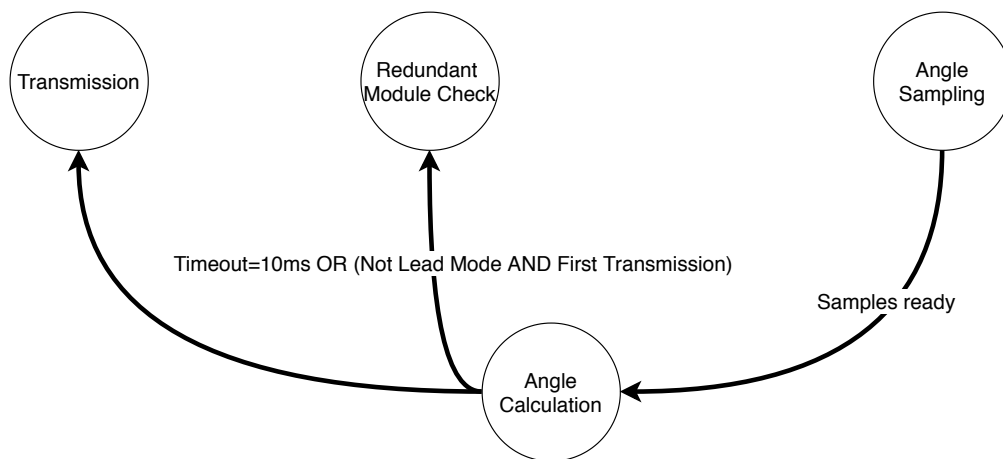 Transmission
Redundant
Module Check
Angle
Sampling
Timeout=10ms OR (Not Lead Mode AND First Transmission)
Samples ready
Angle
Calculation